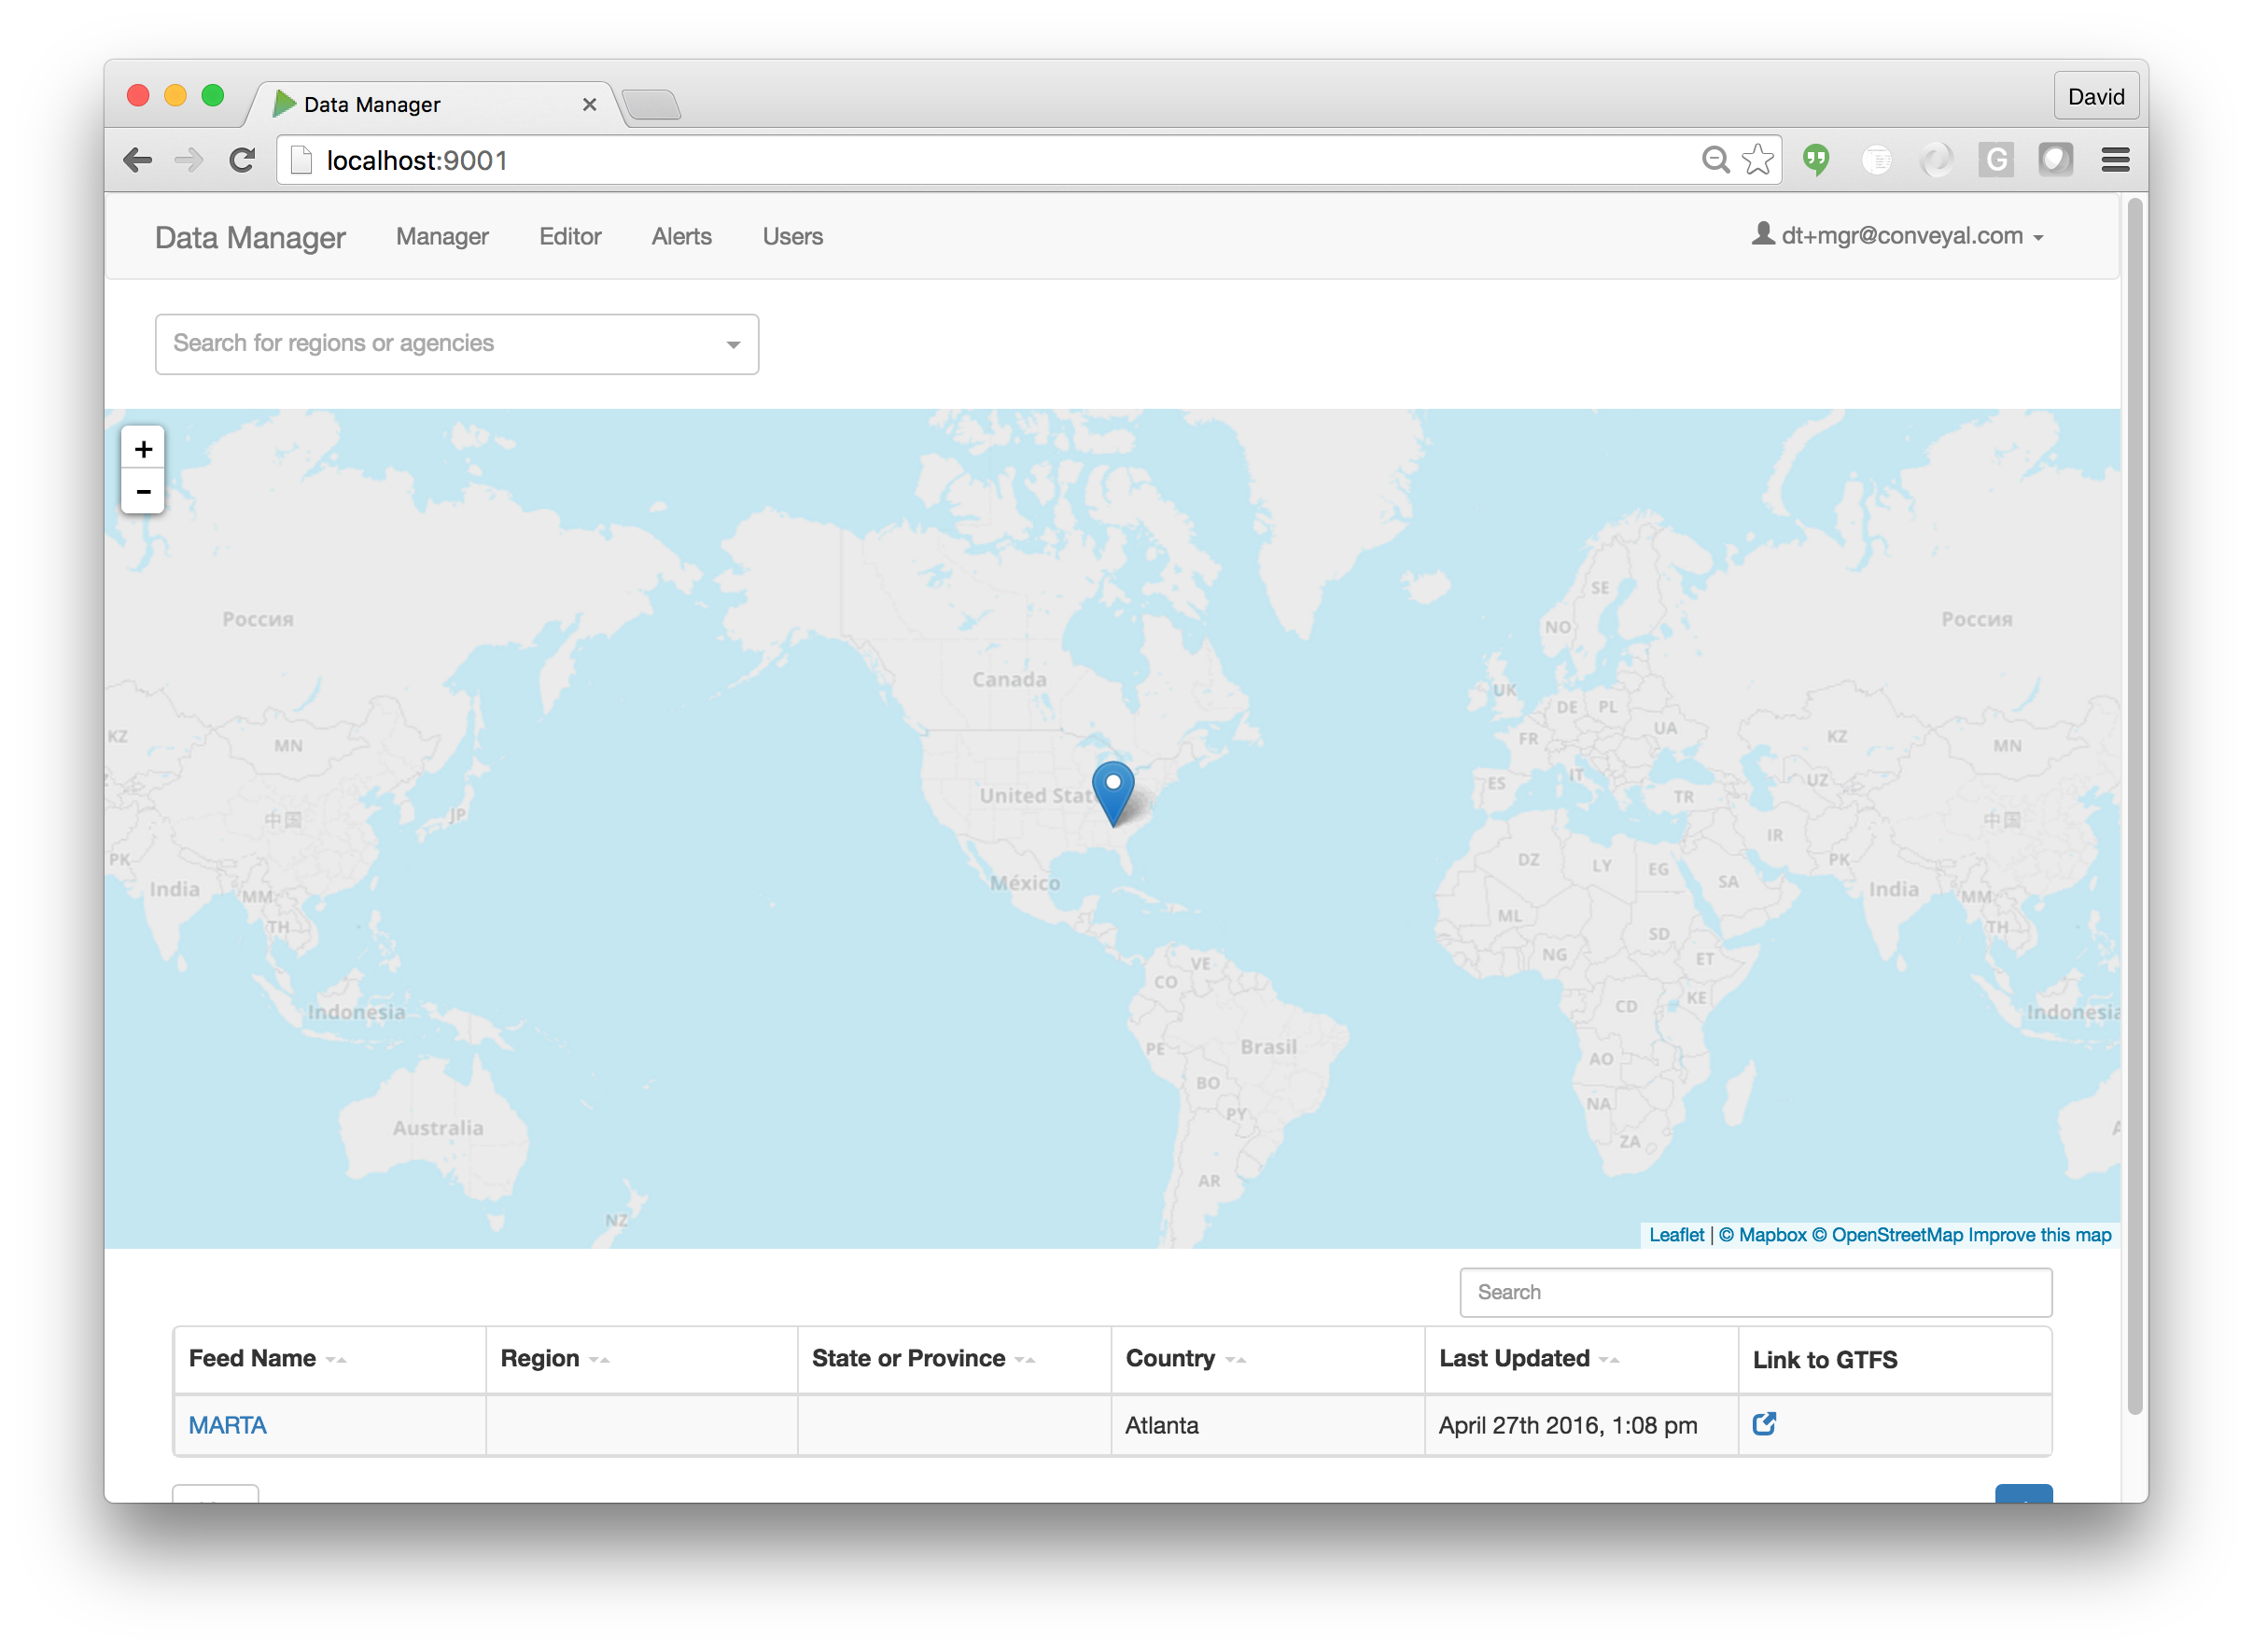 Data Manager
David
localhost:9001
Data Manager Manager Editor Alerts Users dt+mgr@conveyal.com
Search for regions or agencies
+
-
SE
Россия Россия
NO
Canada
UK
DE PL
UA
KZ FR KZ
MN MN
IT UZ
ES
United Stat TR
JP 中国 中国
IR
PK DZ LY EG PK
México SA
India India
MM MM
ML
TH TH
SD
NG ET
VE
CO
KE
Indonesia CD Indonesia
PE Brasil
AO
BO
NA
PY
Australia A
ZA
AR
NZ
Leaflet | © Mapbox © OpenStreetMap Improve this map
Search
Feed Name Region State or Province Country Last Updated Link to GTFS
MARTA Atlanta April 27th 2016, 1:08 pm